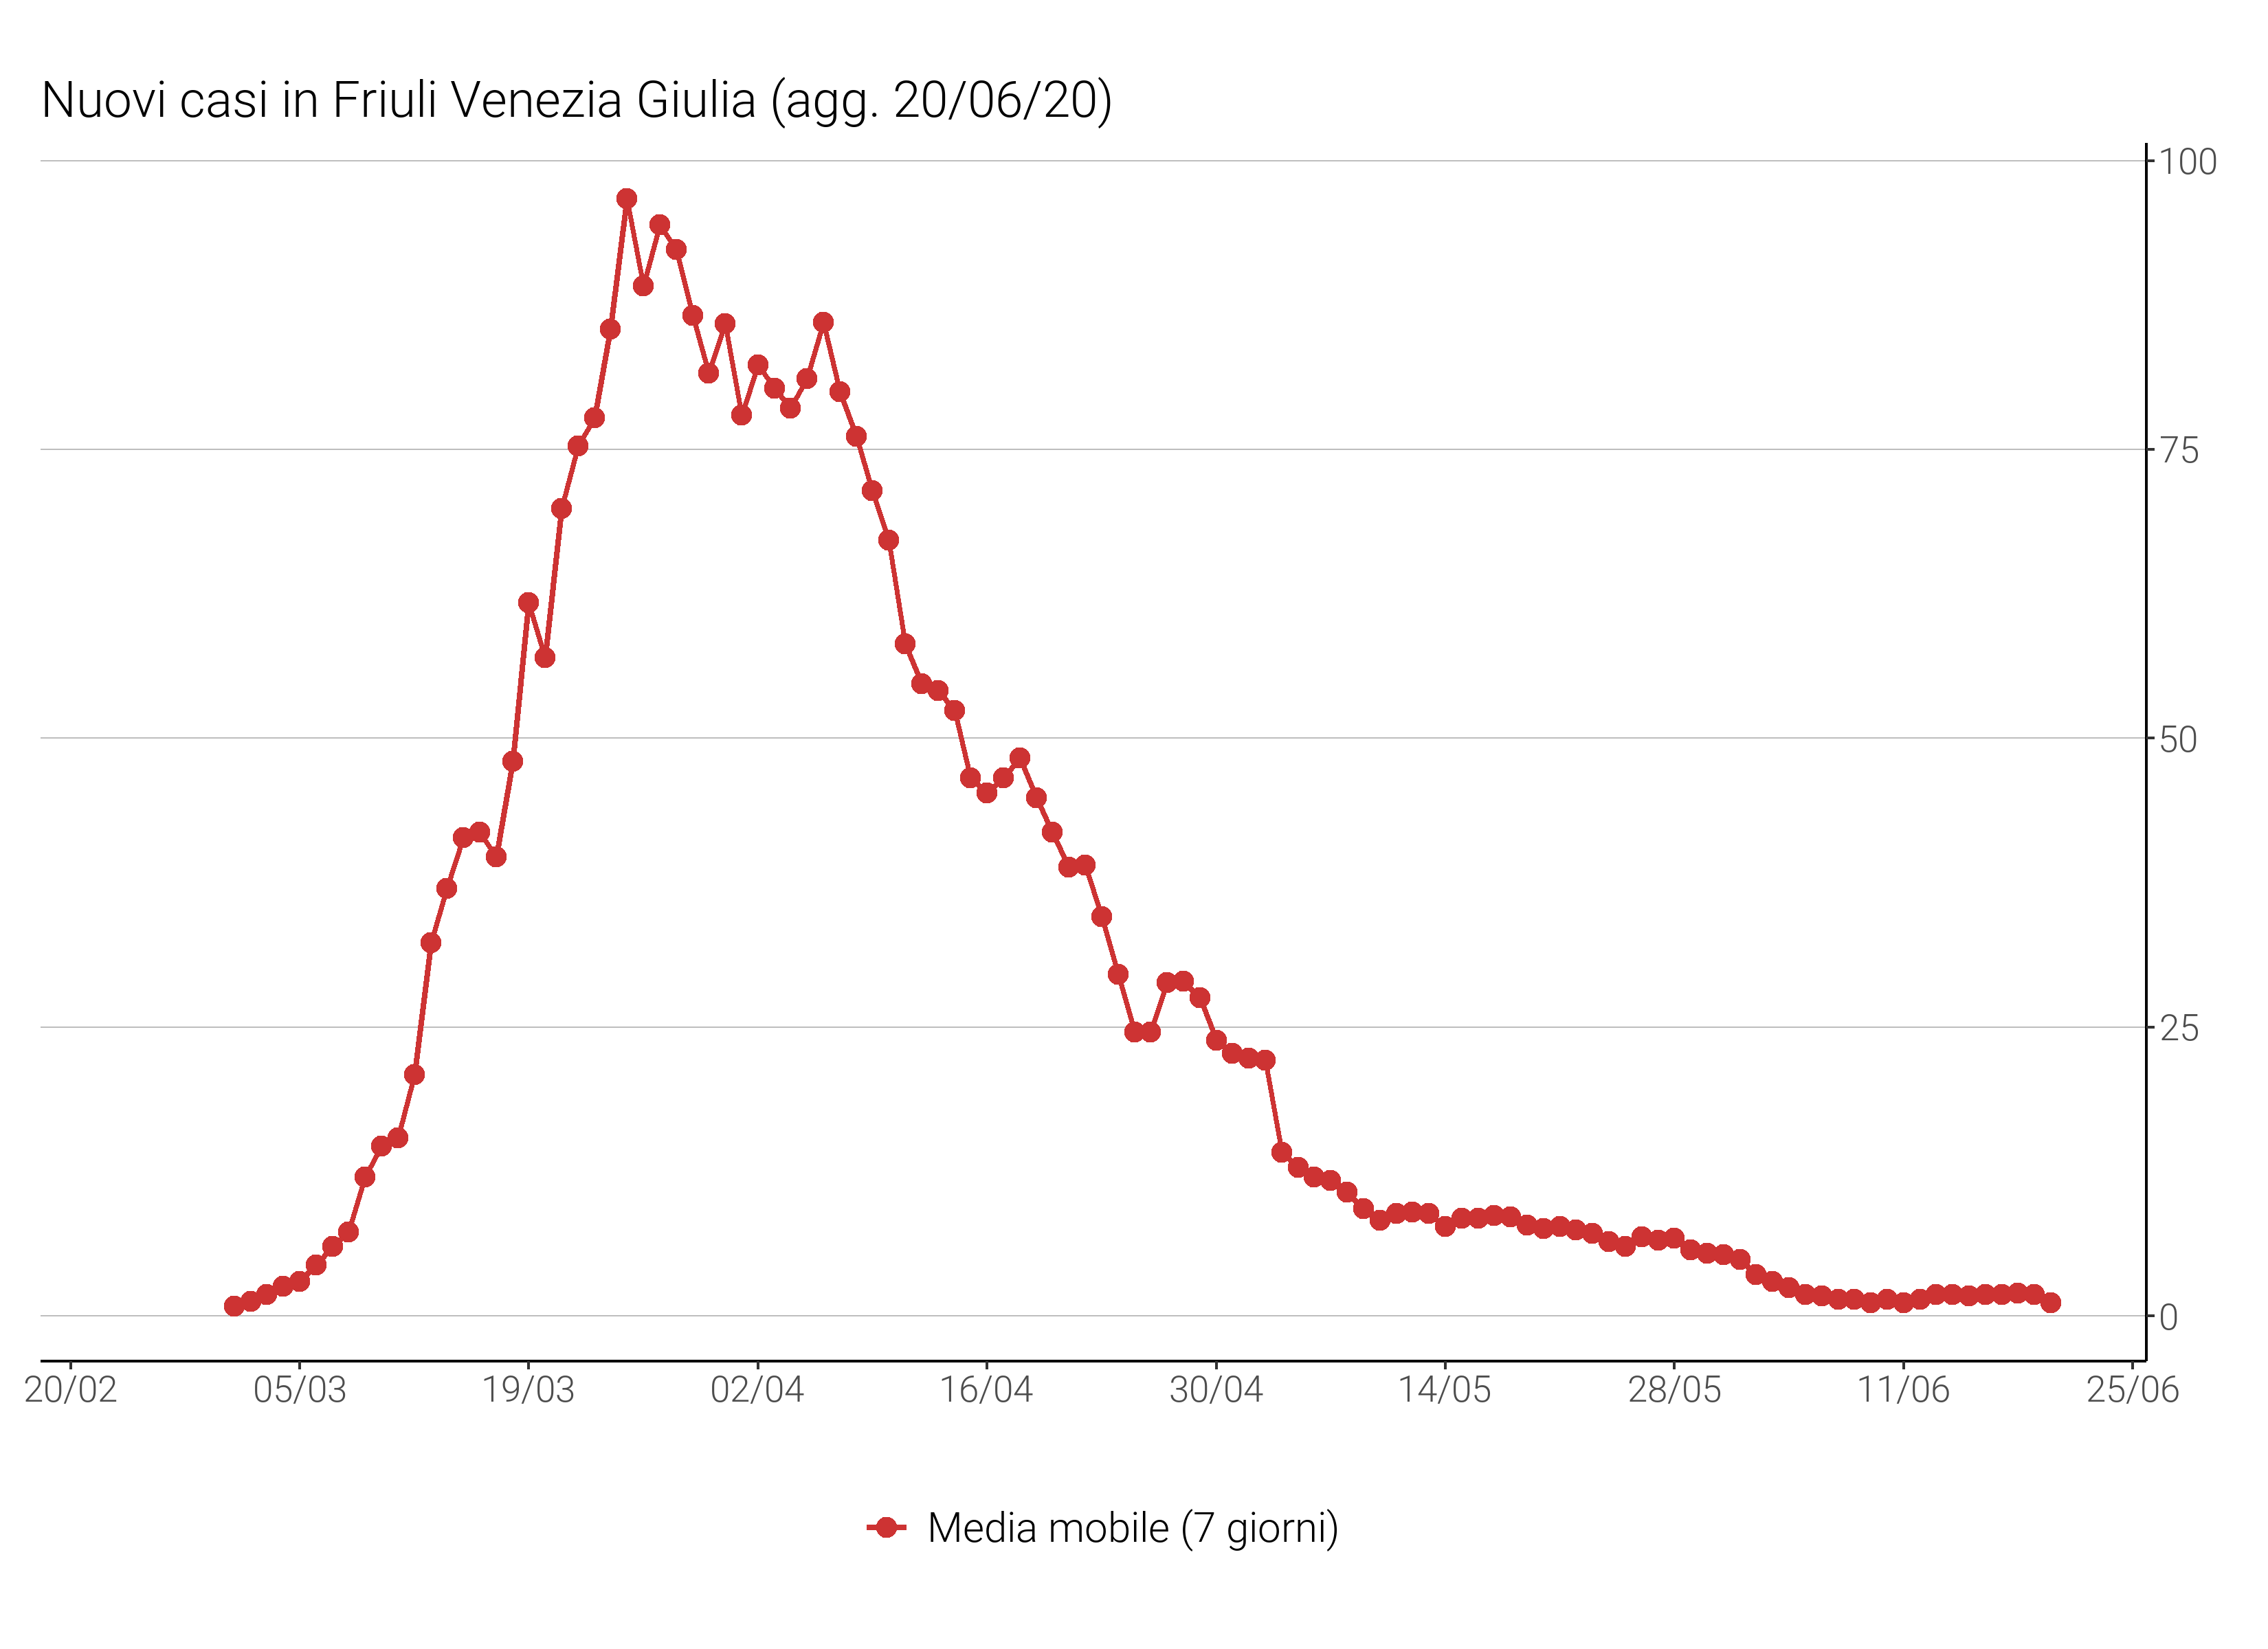 Nuovi casi in Friuli Venezia Giulia (agg. 20/06/20)
100
75
50
25
0
20/02 05/03 19/03 02/04 16/04 30/04 14/05 28/05 11/06 25/06
Media mobile (7 giorni)